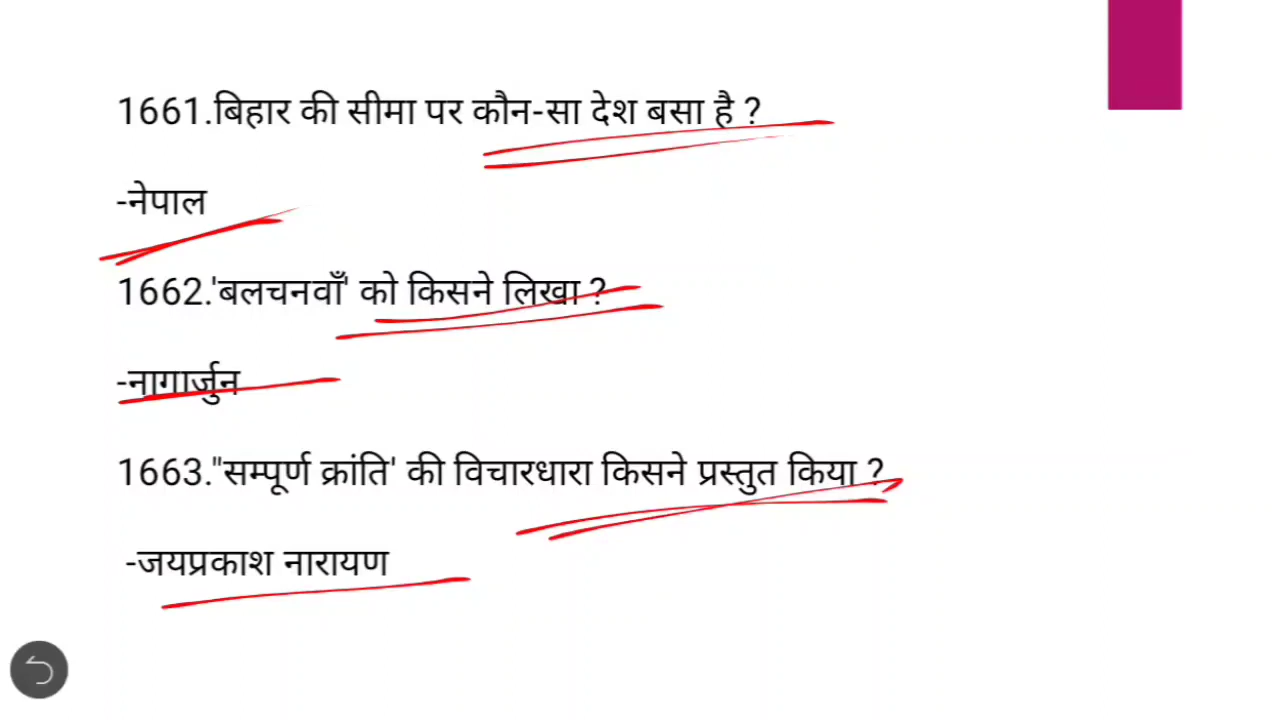 1661.बिहार की सीमा पर कौन-सा देश बसा है ?
-नेपाल
1662.'बलचनवाँ' को किसने लिखा ?
-नागार्जुन
1663."सम्पूर्ण क्रांति' की विचारधारा किसने प्रस्तुत किया ?
-जयप्रकाश नारायण